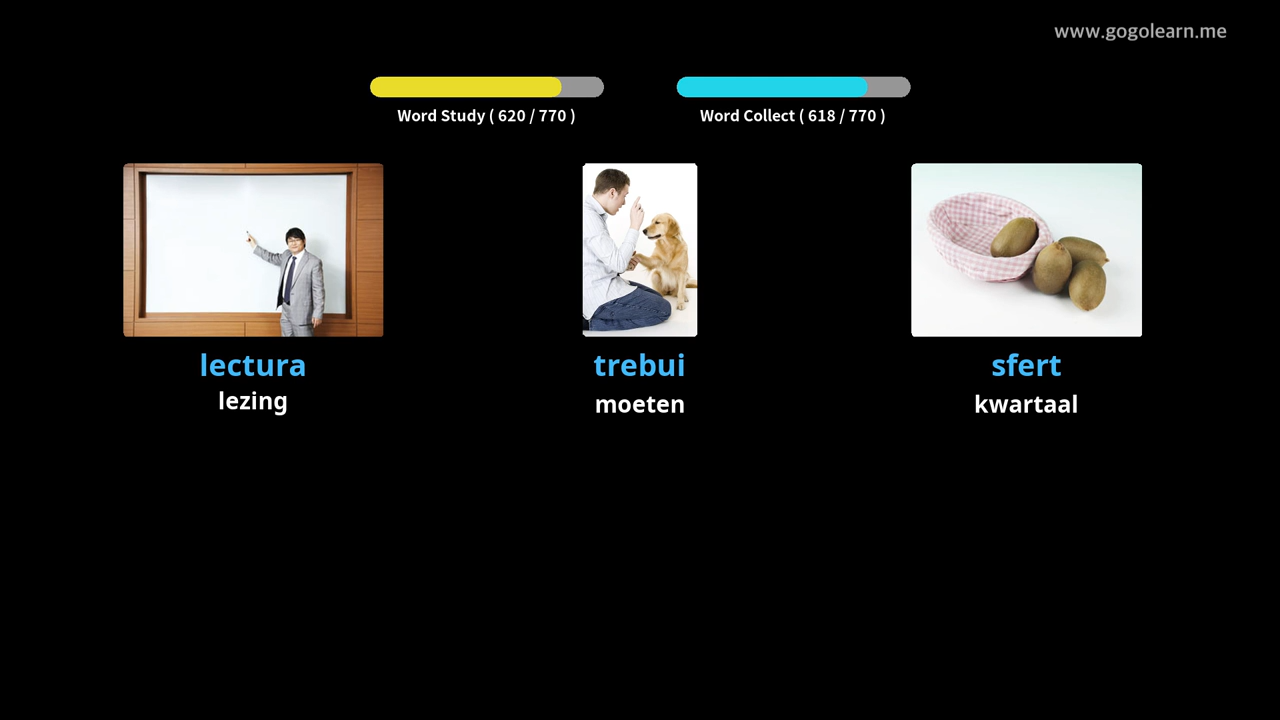 www.gogolearn.me
Word Study ( 620 / 770 )
Word Collect ( 618 / 770 )
lectura
lezing
trebui
moeten
sfert
kwartaal